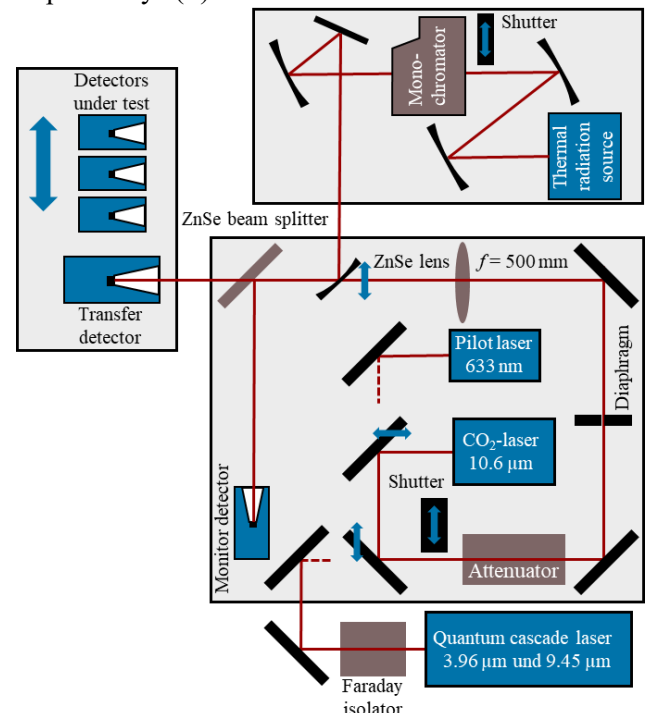 Shutter
Mono-
chromator
Thermal
radiation
source
Detectors
under test
ZnSe beam splitter
Transfer
detector
ZnSe lens
f = 500 mm
Pilot laser
633 nm
Diaphragm
CO₂-laser
10.6 µm
Shutter
Attenuator
Monitor detector
Quantum cascade laser
3.96 µm und 9.45 µm
Faraday
isolator